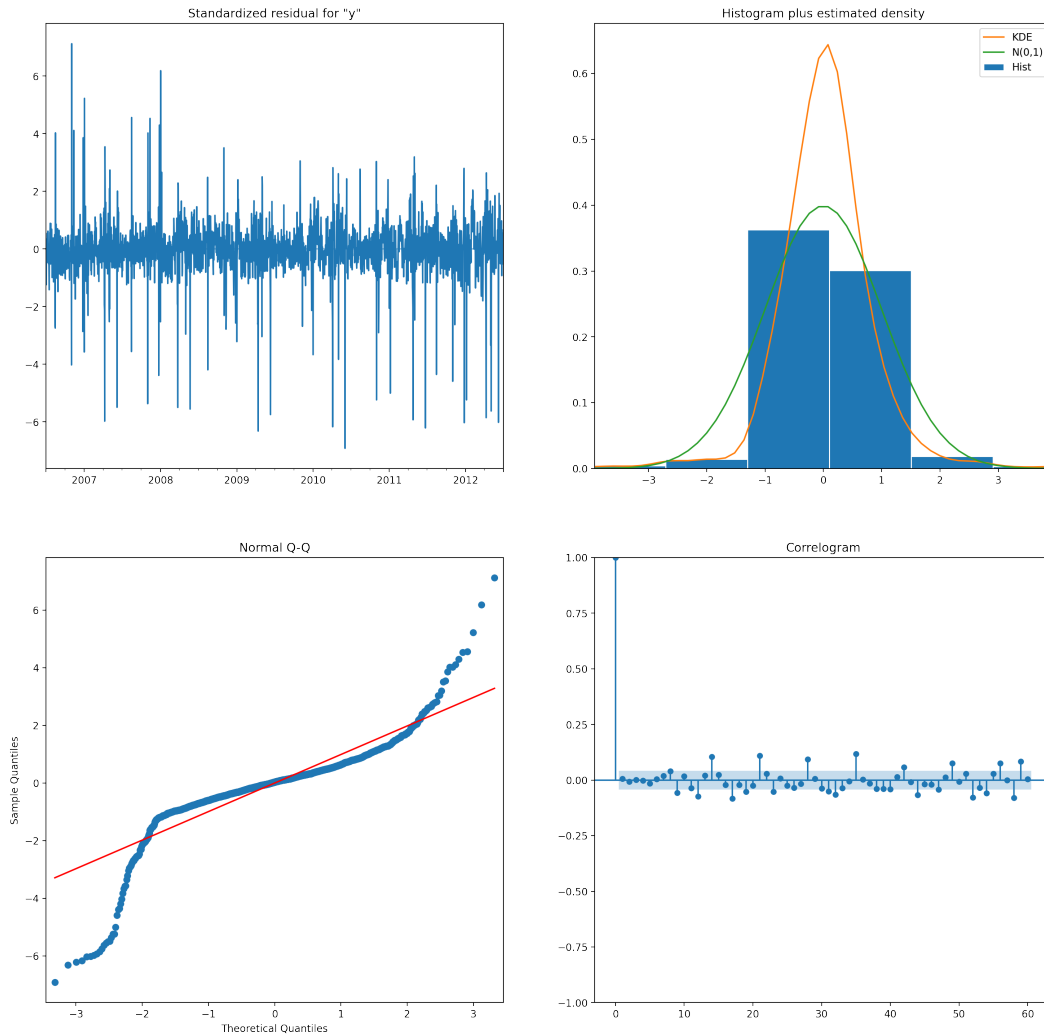 Standardized residual for "y"
6
4
2
0
−2
−4
−6
2007 2008 2009 2010 2011 2012
Histogram plus estimated density
KDE
N(0,1)
Hist
0.6
0.5
0.4
0.3
0.2
0.1
0.0
−3 −2 −1 0 1 2 3
Normal Q-Q
Sample Quantiles
6
4
2
0
−2
−4
−6
−3 −2 −1 0 1 2 3
Theoretical Quantiles
Correlogram
1.00
0.75
0.50
0.25
0.00
−0.25
−0.50
−0.75
−1.00
0 10 20 30 40 50 60